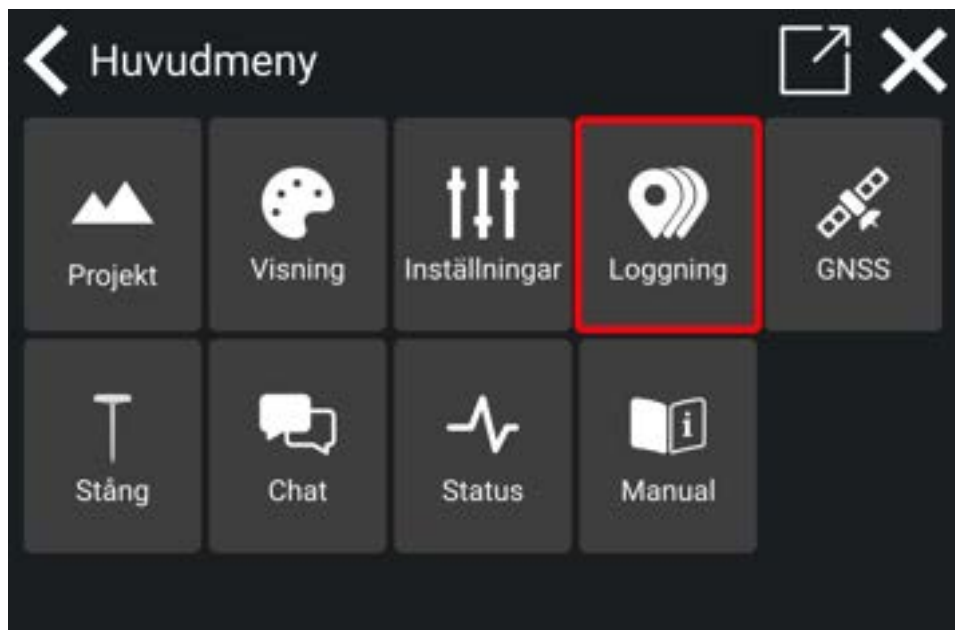 Huvudmeny
Projekt
Visning
Inställningar
Loggning
GNSS
Stång
Chat
i
Status
Manual